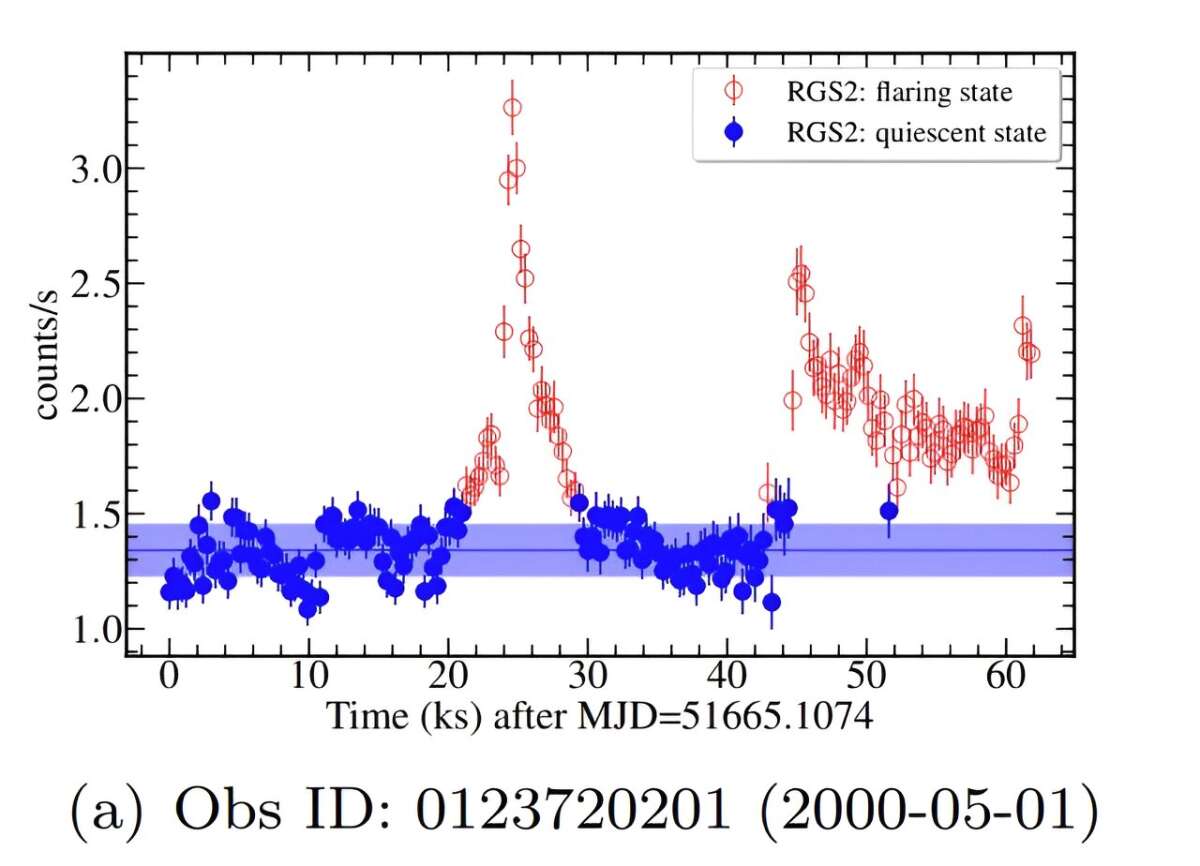 RGS2: flaring state
RGS2: quiescent state
counts/s
3.0
2.5
2.0
1.5
1.0
0 10 20 30 40 50 60
Time (ks) after MJD=51665.1074
(a) Obs ID: 0123720201 (2000-05-01)